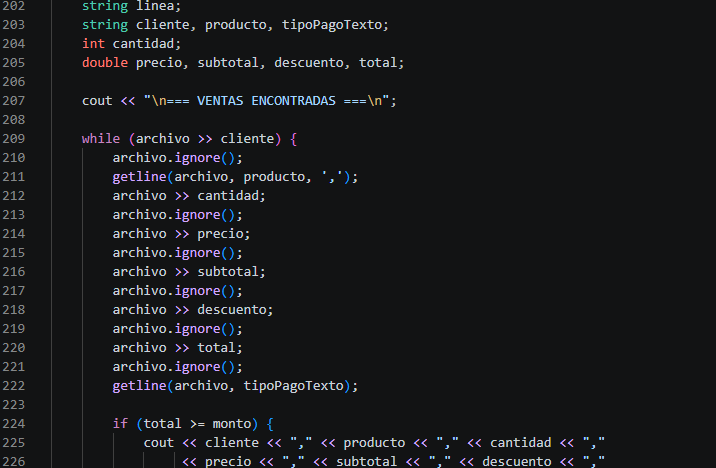 202 string linea;
203 string cliente, producto, tipoPagoTexto;
204 int cantidad;
205 double precio, subtotal, descuento, total;
206
207 cout << "\n=== VENTAS ENCONTRADAS ===\n";
208
209 while (archivo >> cliente) {
210 archivo.ignore();
211 getline(archivo, producto, ',');
212 archivo >> cantidad;
213 archivo.ignore();
214 archivo >> precio;
215 archivo.ignore();
216 archivo >> subtotal;
217 archivo.ignore();
218 archivo >> descuento;
219 archivo.ignore();
220 archivo >> total;
221 archivo.ignore();
222 getline(archivo, tipoPagoTexto);
223
224 if (total >= monto) {
225 cout << cliente << "," << producto << "," << cantidad << ","
226 << precio << "," << subtotal << "," << descuento << ","